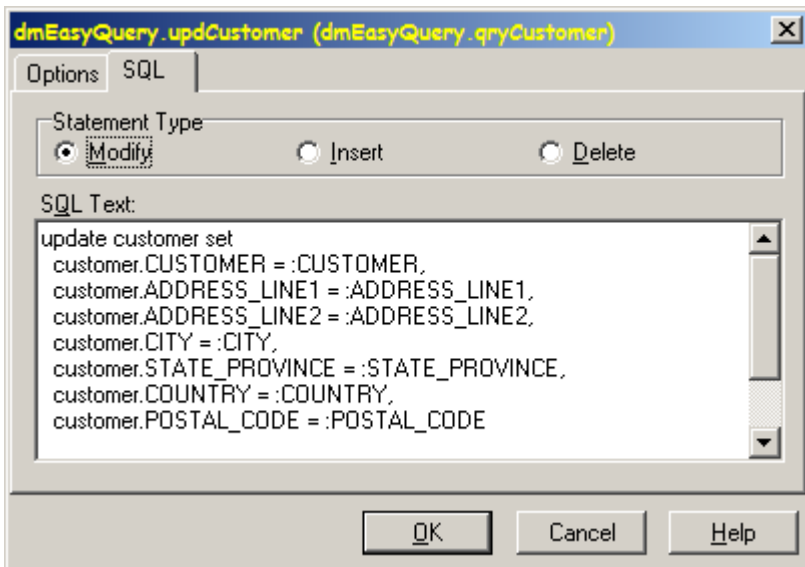 dmEasyQuery.updCustomer (dmEasyQuery.qryCustomer)
Options SQL
Statement Type
Modify Insert Delete
SQL Text:
update customer set
customer.CUSTOMER = :CUSTOMER,
customer.ADDRESS_LINE1 = :ADDRESS_LINE1,
customer.ADDRESS_LINE2 = :ADDRESS_LINE2,
customer.CITY = :CITY,
customer.STATE_PROVINCE = :STATE_PROVINCE,
customer.COUNTRY = :COUNTRY,
customer.POSTAL_CODE = :POSTAL_CODE
OK Cancel Help